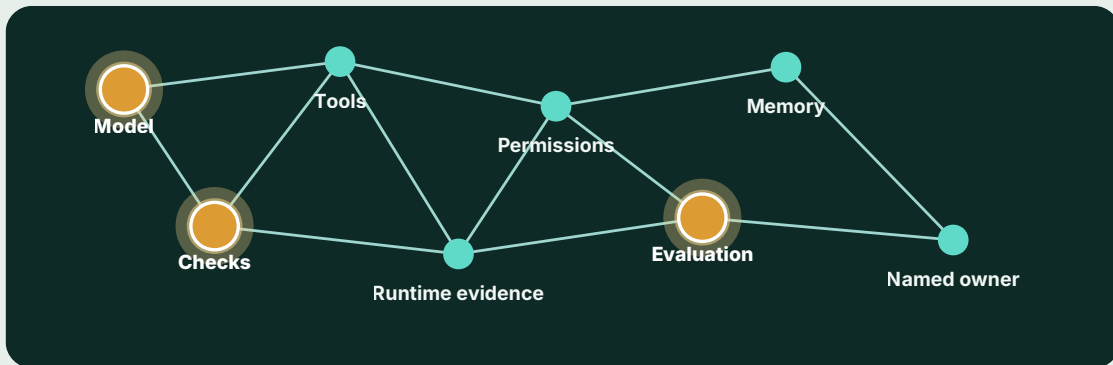 Model
Tools
Permissions
Memory
Checks
Runtime evidence
Evaluation
Named owner